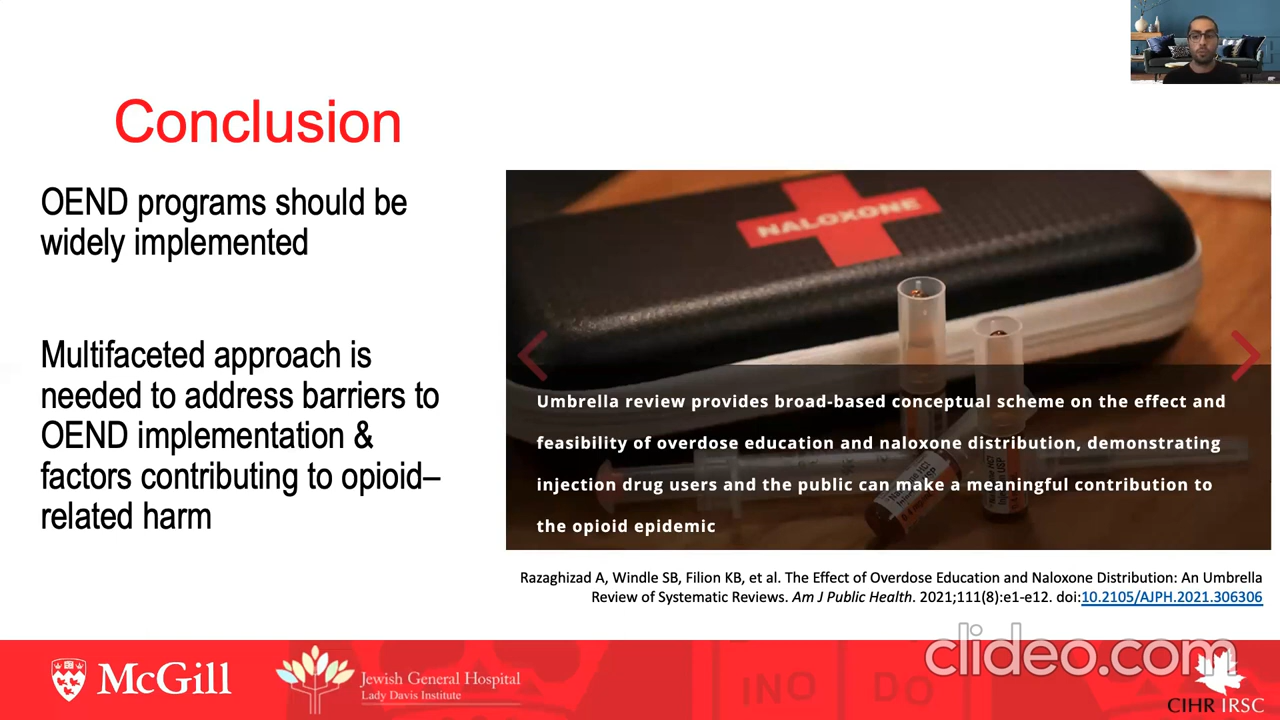 Conclusion
OEND programs should be
widely implemented
Multifaceted approach is
needed to address barriers to
OEND implementation &
factors contributing to opioid–
related harm
NALOXONE
Umbrella review provides broad-based conceptual scheme on the effect and
feasibility of overdose education and naloxone distribution, demonstrating
injection drug users and the public can make a meaningful contribution to
the opioid epidemic
Razaghizad A, Windle SB, Filion KB, et al. The Effect of Overdose Education and Naloxone Distribution: An Umbrella
Review of Systematic Reviews. Am J Public Health. 2021;111(8):e1-e12. doi:10.2105/AJPH.2021.306306
McGill
Jewish General Hospital
Lady Davis Institute
INO DO
clideo.com
CIHR IRSC